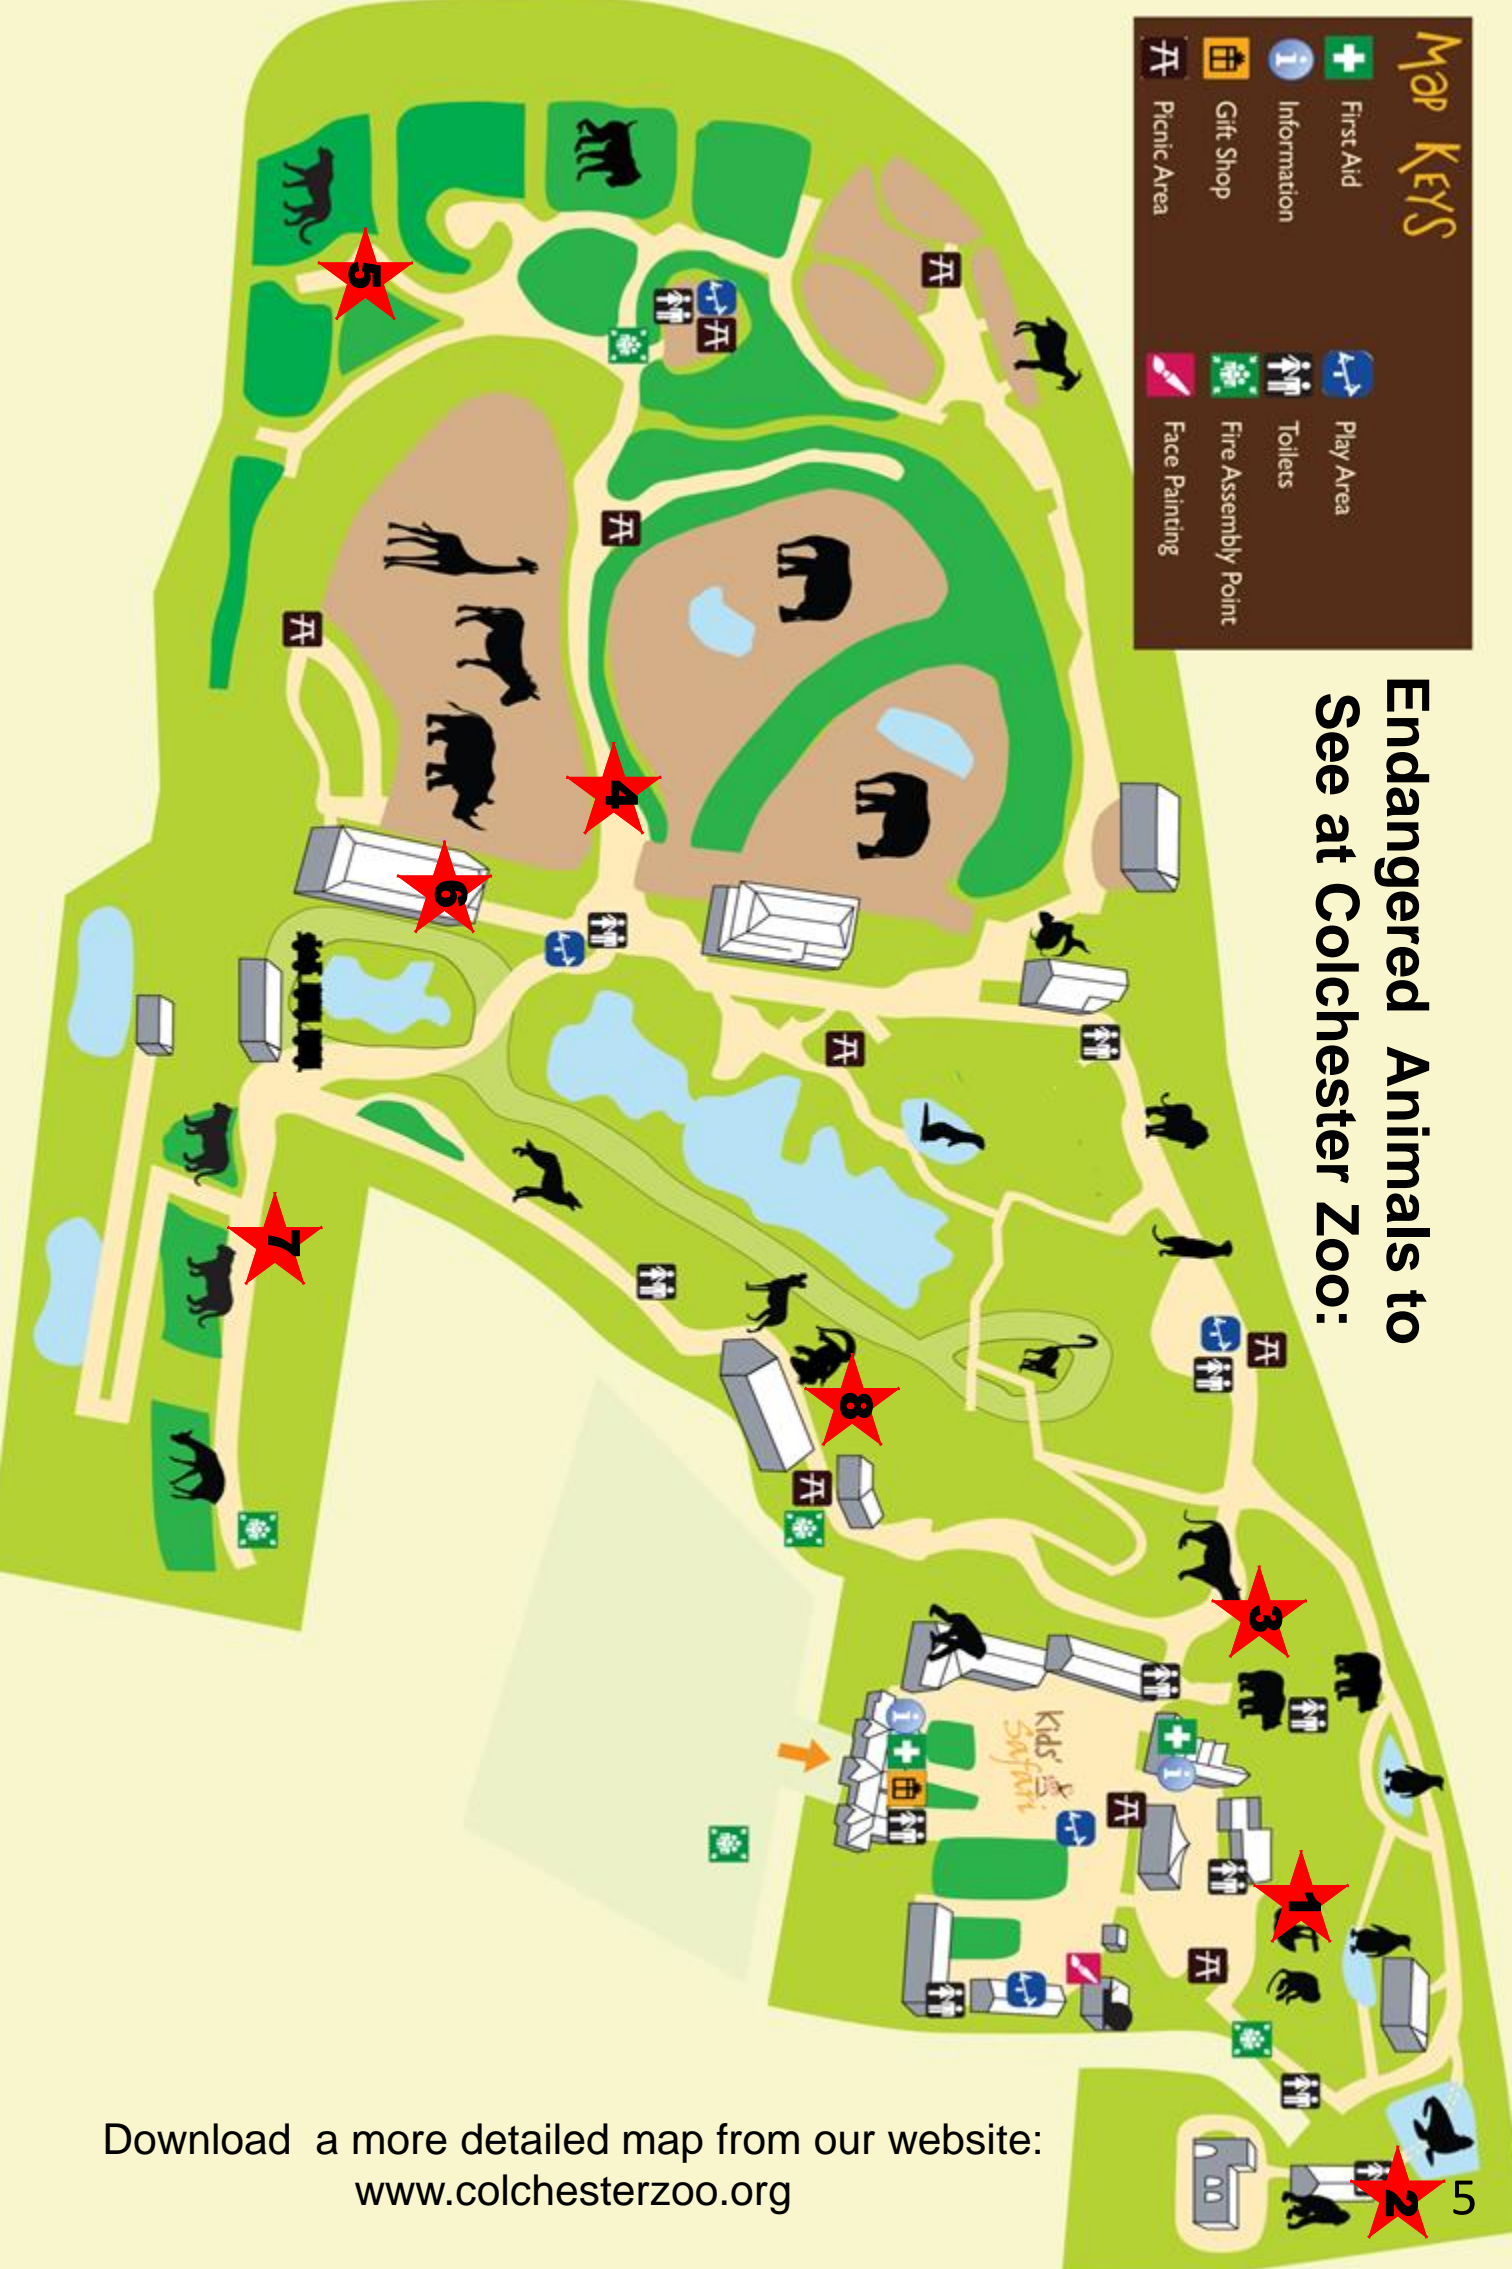 Map Keys
First Aid
Information
Gift Shop
Picnic Area
Play Area
Toilets
Fire Assembly Point
Face Painting
Endangered  Animals to
See at Colchester Zoo:
5
4
6
7
8
3
Kids'
Safari
1
2
Download  a more detailed map from our website:
www.colchesterzoo.org
5